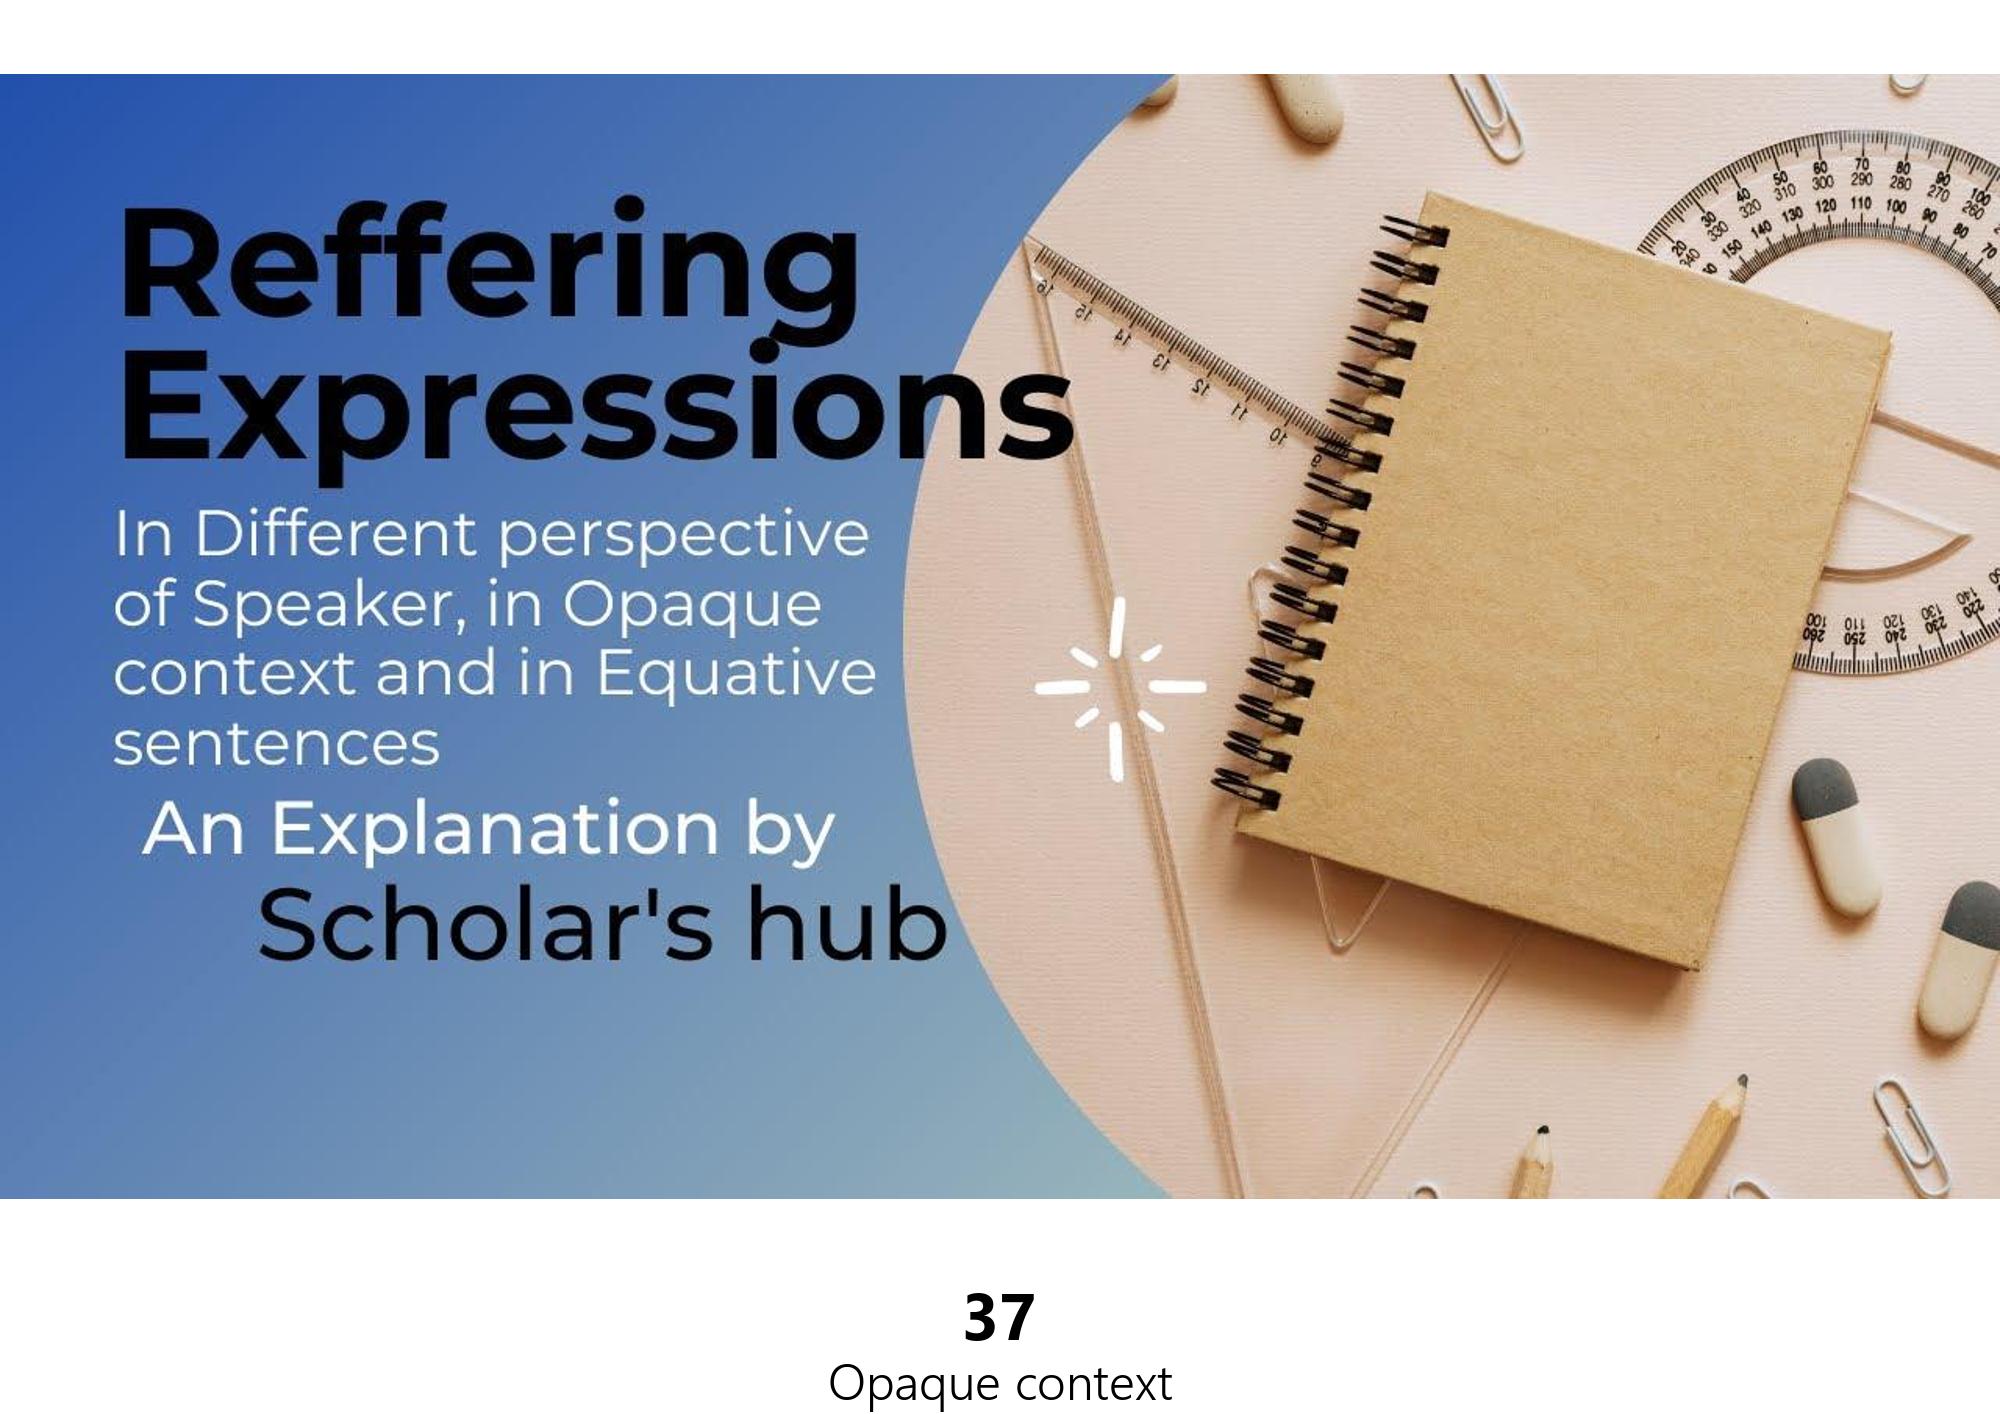 Reffering
Expressions
In Different perspective
of Speaker, in Opaque
context and in Equative
sentences
An Explanation by
Scholar's hub
37
Opaque context